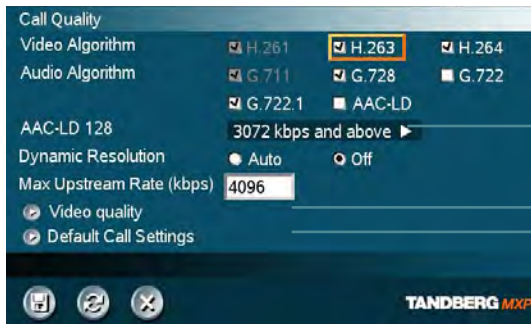 Call Quality
Video Algorithm H.261 H.263 H.264
Audio Algorithm G.711 G.728 G.722
G.722.1 AAC-LD
AAC-LD 128 3072 kbps and above
Dynamic Resolution Auto Off
Max Upstream Rate (kbps) 4096
Video quality
Default Call Settings
TANDBERG MXP